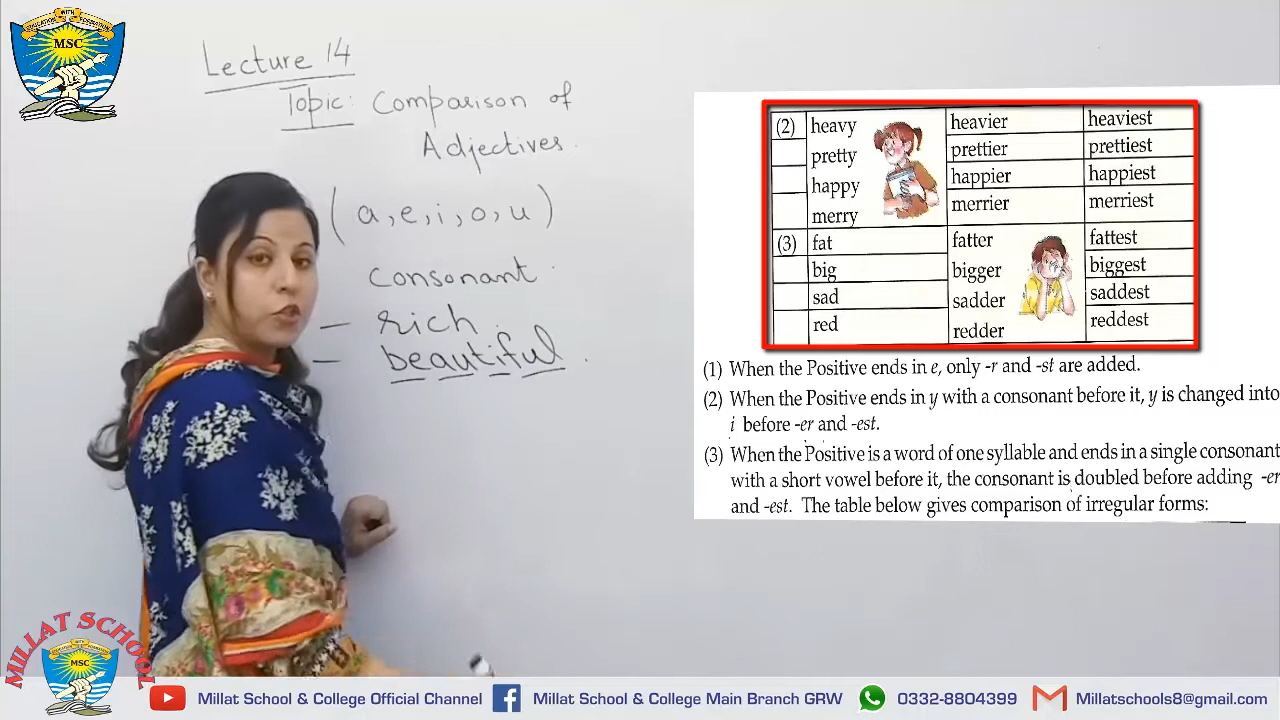 EDUCATION WITH FOUNDATION
MSC
Lecture 14
Topic: Comparison of
Adjectives.
(a, e, i, o, u)
consonant
– rich.
– beautiful.
(2) heavy heavier heaviest
pretty prettier prettiest
happy happier happiest
merry merrier merriest
(3) fat fatter fattest
big bigger biggest
sad sadder saddest
red redder reddest
(1) When the Positive ends in e, only -r and -st are added.
(2) When the Positive ends in y with a consonant before it, y is changed into
i before -er and -est.
(3) When the Positive is a word of one syllable and ends in a single consonant
with a short vowel before it, the consonant is doubled before adding -er
and -est. The table below gives comparison of irregular forms:
MILLAT SCHOOL
MSC
Millat School & College Official Channel
Millat School & College Main Branch GRW
0332-8804399
Millatschools8@gmail.com